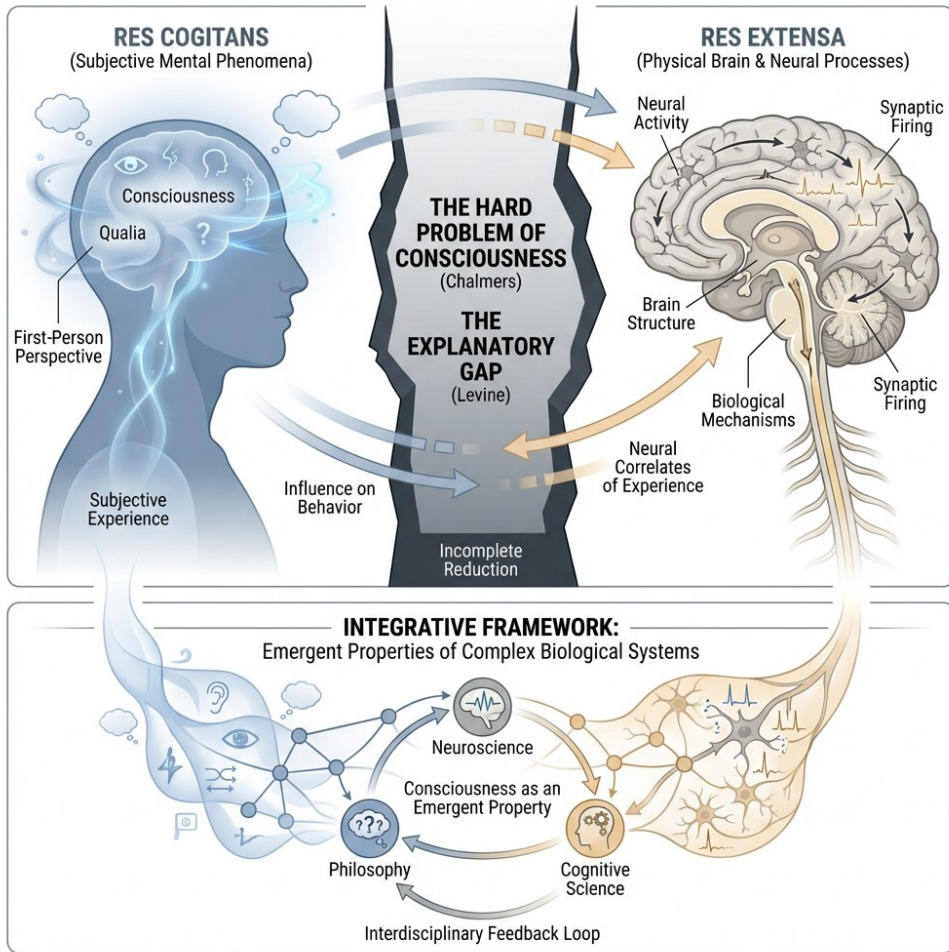 RES COGITANS
(Subjective Mental Phenomena)
Consciousness
Qualia
?
First-Person
Perspective
Subjective
Experience
Influence on
Behavior
THE HARD
PROBLEM OF
CONSCIOUSNESS
(Chalmers)
THE
EXPLANATORY
GAP
(Levine)
Incomplete
Reduction
RES EXTENSA
(Physical Brain & Neural Processes)
Neural
Activity
Synaptic
Firing
Brain
Structure
Biological
Mechanisms
Synaptic
Firing
Neural
Correlates
of Experience
INTEGRATIVE FRAMEWORK:
Emergent Properties of Complex Biological Systems
Neuroscience
Consciousness as an
Emergent Property
???
Philosophy
Cognitive
Science
Interdisciplinary Feedback Loop